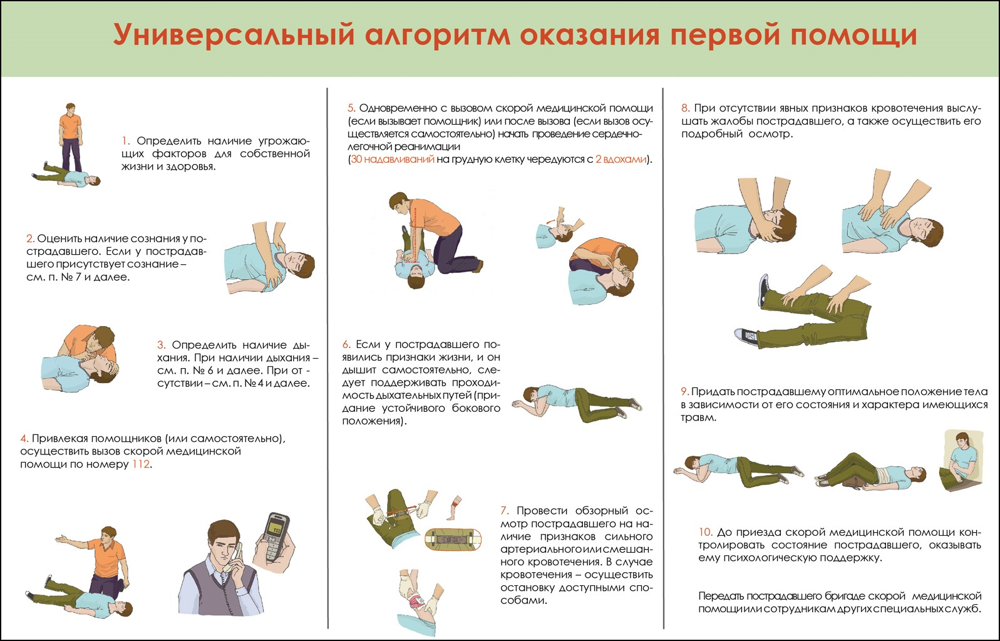 Универсальный алгоритм оказания первой помощи
1. Определить наличие угрожаю-
щих факторов для собственной
жизни и здоровья.
2. Оценить наличие сознания у по-
страдавшего. Если у пострадав-
шего присутствует сознание –
см. п. № 7 и далее.
3. Определить наличие ды-
хания. При наличии дыхания –
см. п. № 6 и далее. При от -
сутствии – см. п. № 4 и далее.
4. Привлекая помощников (или самостоятельно),
осуществить вызов скорой медицинской
помощи по номеру 112.
112
5. Одновременно с вызовом скорой медицинской помощи
(если вызывает помощник) или после вызова (если вызов осу-
ществляется самостоятельно) начать проведение сердечно-
легочной реанимации
(30 надавливаний на грудную клетку чередуются с 2 вдохами).
6. Если у пострадавшего по-
явились признаки жизни, и он
дышит самостоятельно, сле-
дует поддерживать проходи-
мость дыхательных путей (при-
дание устойчивого бокового
положения).
7. Провести обзорный ос-
мотр пострадавшего на на-
личие признаков сильного
артериального или смешан-
ного кровотечения. В случае
кровотечения – осуществить
остановку доступными спо-
собами.
8. При отсутствии явных признаков кровотечения выслу-
шать жалобы пострадавшего, а также осуществить его
подробный осмотр.
9. Придать пострадавшему оптимальное положение тела
в зависимости от его состояния и характера имеющихся
травм.
10. До приезда скорой медицинской помощи кон-
тролировать состояние пострадавшего, оказывать
ему психологическую поддержку.
Передать пострадавшего бригаде скорой медицинской
помощи или сотрудникам других специальных служб.